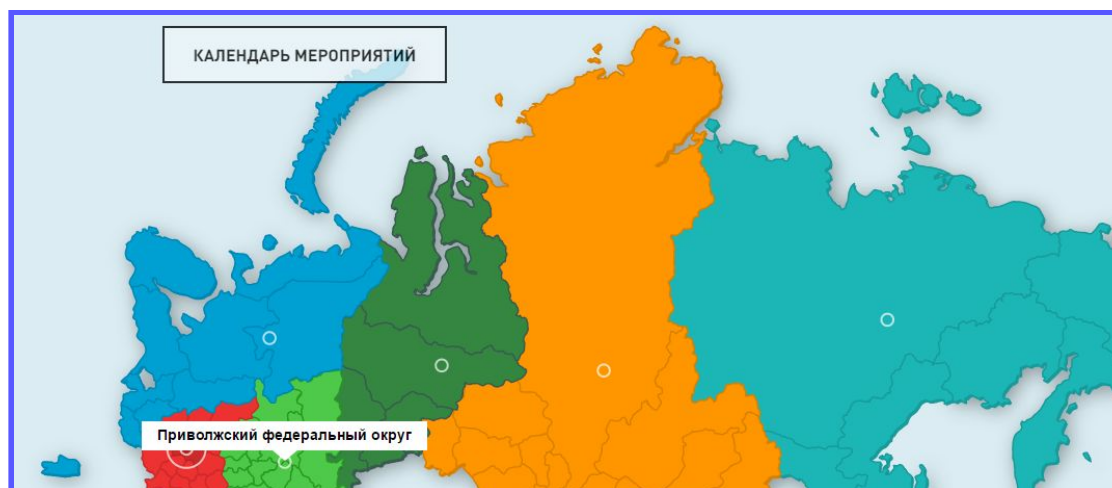 КАЛЕНДАРЬ МЕРОПРИЯТИЙ
Приволжский федеральный округ